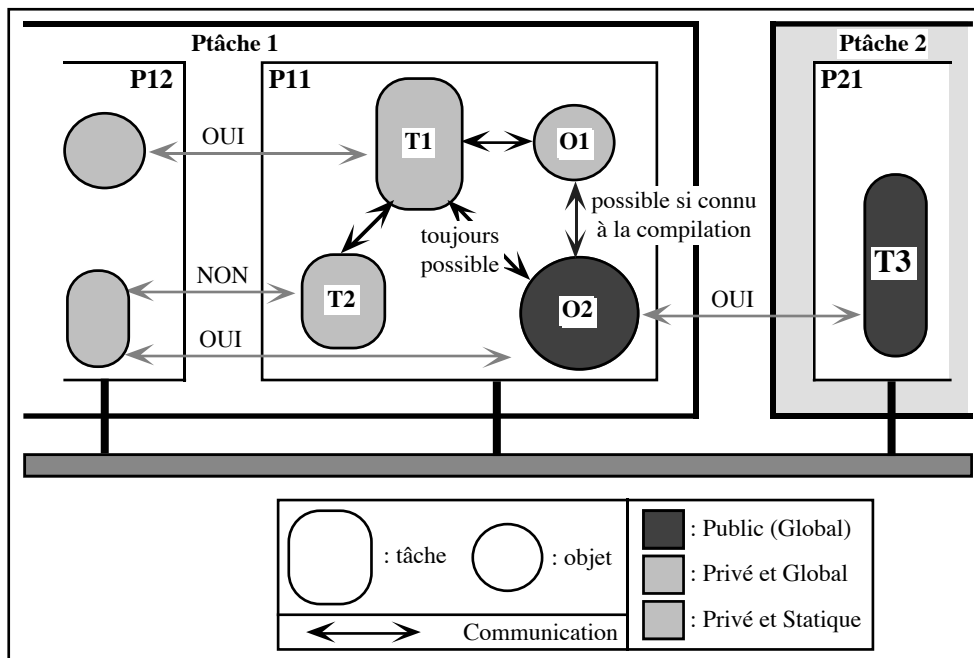 Ptâche 1
Ptâche 2
P12
P11
P21
OUI
T1
O1
possible si connu
à la compilation
toujours
possible
NON
T2
O2
OUI
T3
OUI
: tâche
: objet
Communication
: Public (Global)
: Privé et Global
: Privé et Statique